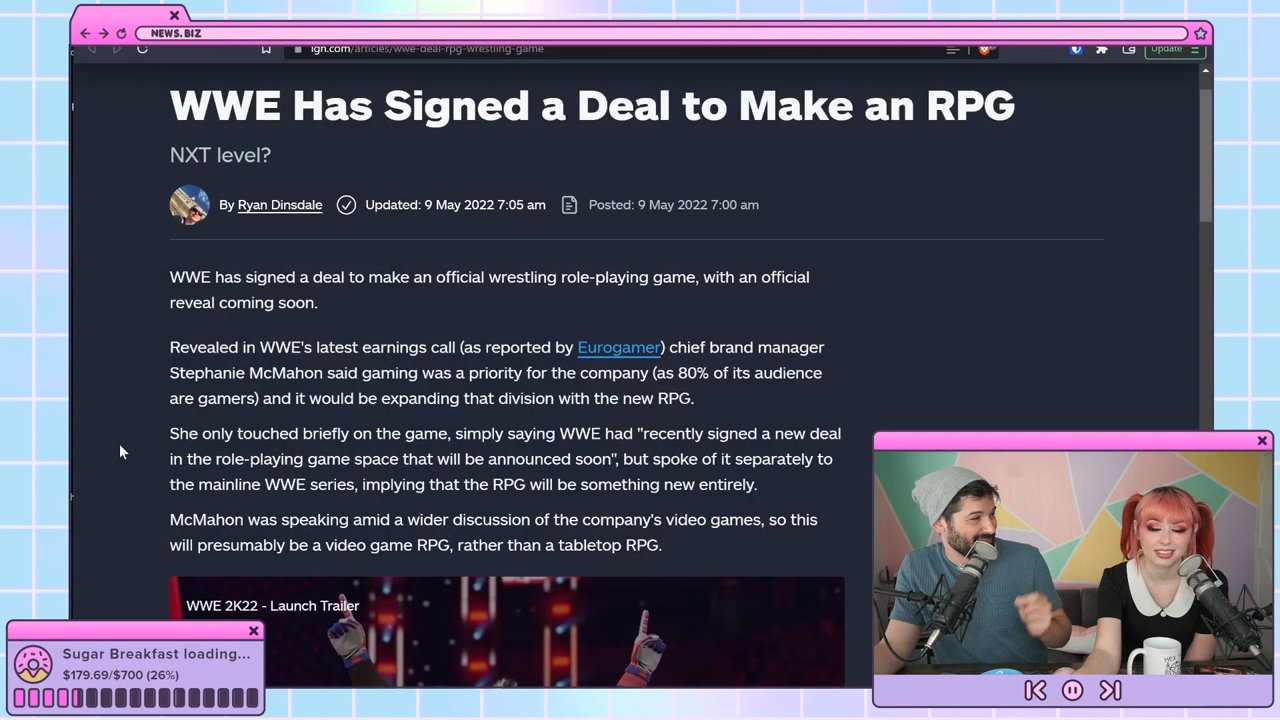 NEWS.BIZ
ign.com/articles/wwe-deal-rpg-wrestling-game
Update
WWE Has Signed a Deal to Make an RPG
NXT level?
By Ryan Dinsdale
Updated: 9 May 2022 7:05 am
Posted: 9 May 2022 7:00 am
WWE has signed a deal to make an official wrestling role-playing game, with an official
reveal coming soon.
Revealed in WWE's latest earnings call (as reported by Eurogamer) chief brand manager
Stephanie McMahon said gaming was a priority for the company (as 80% of its audience
are gamers) and it would be expanding that division with the new RPG.
She only touched briefly on the game, simply saying WWE had "recently signed a new deal
in the role-playing game space that will be announced soon", but spoke of it separately to
the mainline WWE series, implying that the RPG will be something new entirely.
McMahon was speaking amid a wider discussion of the company's video games, so this
will presumably be a video game RPG, rather than a tabletop RPG.
WWE 2K22 - Launch Trailer
Sugar Breakfast loading...
$179.69/$700 (26%)